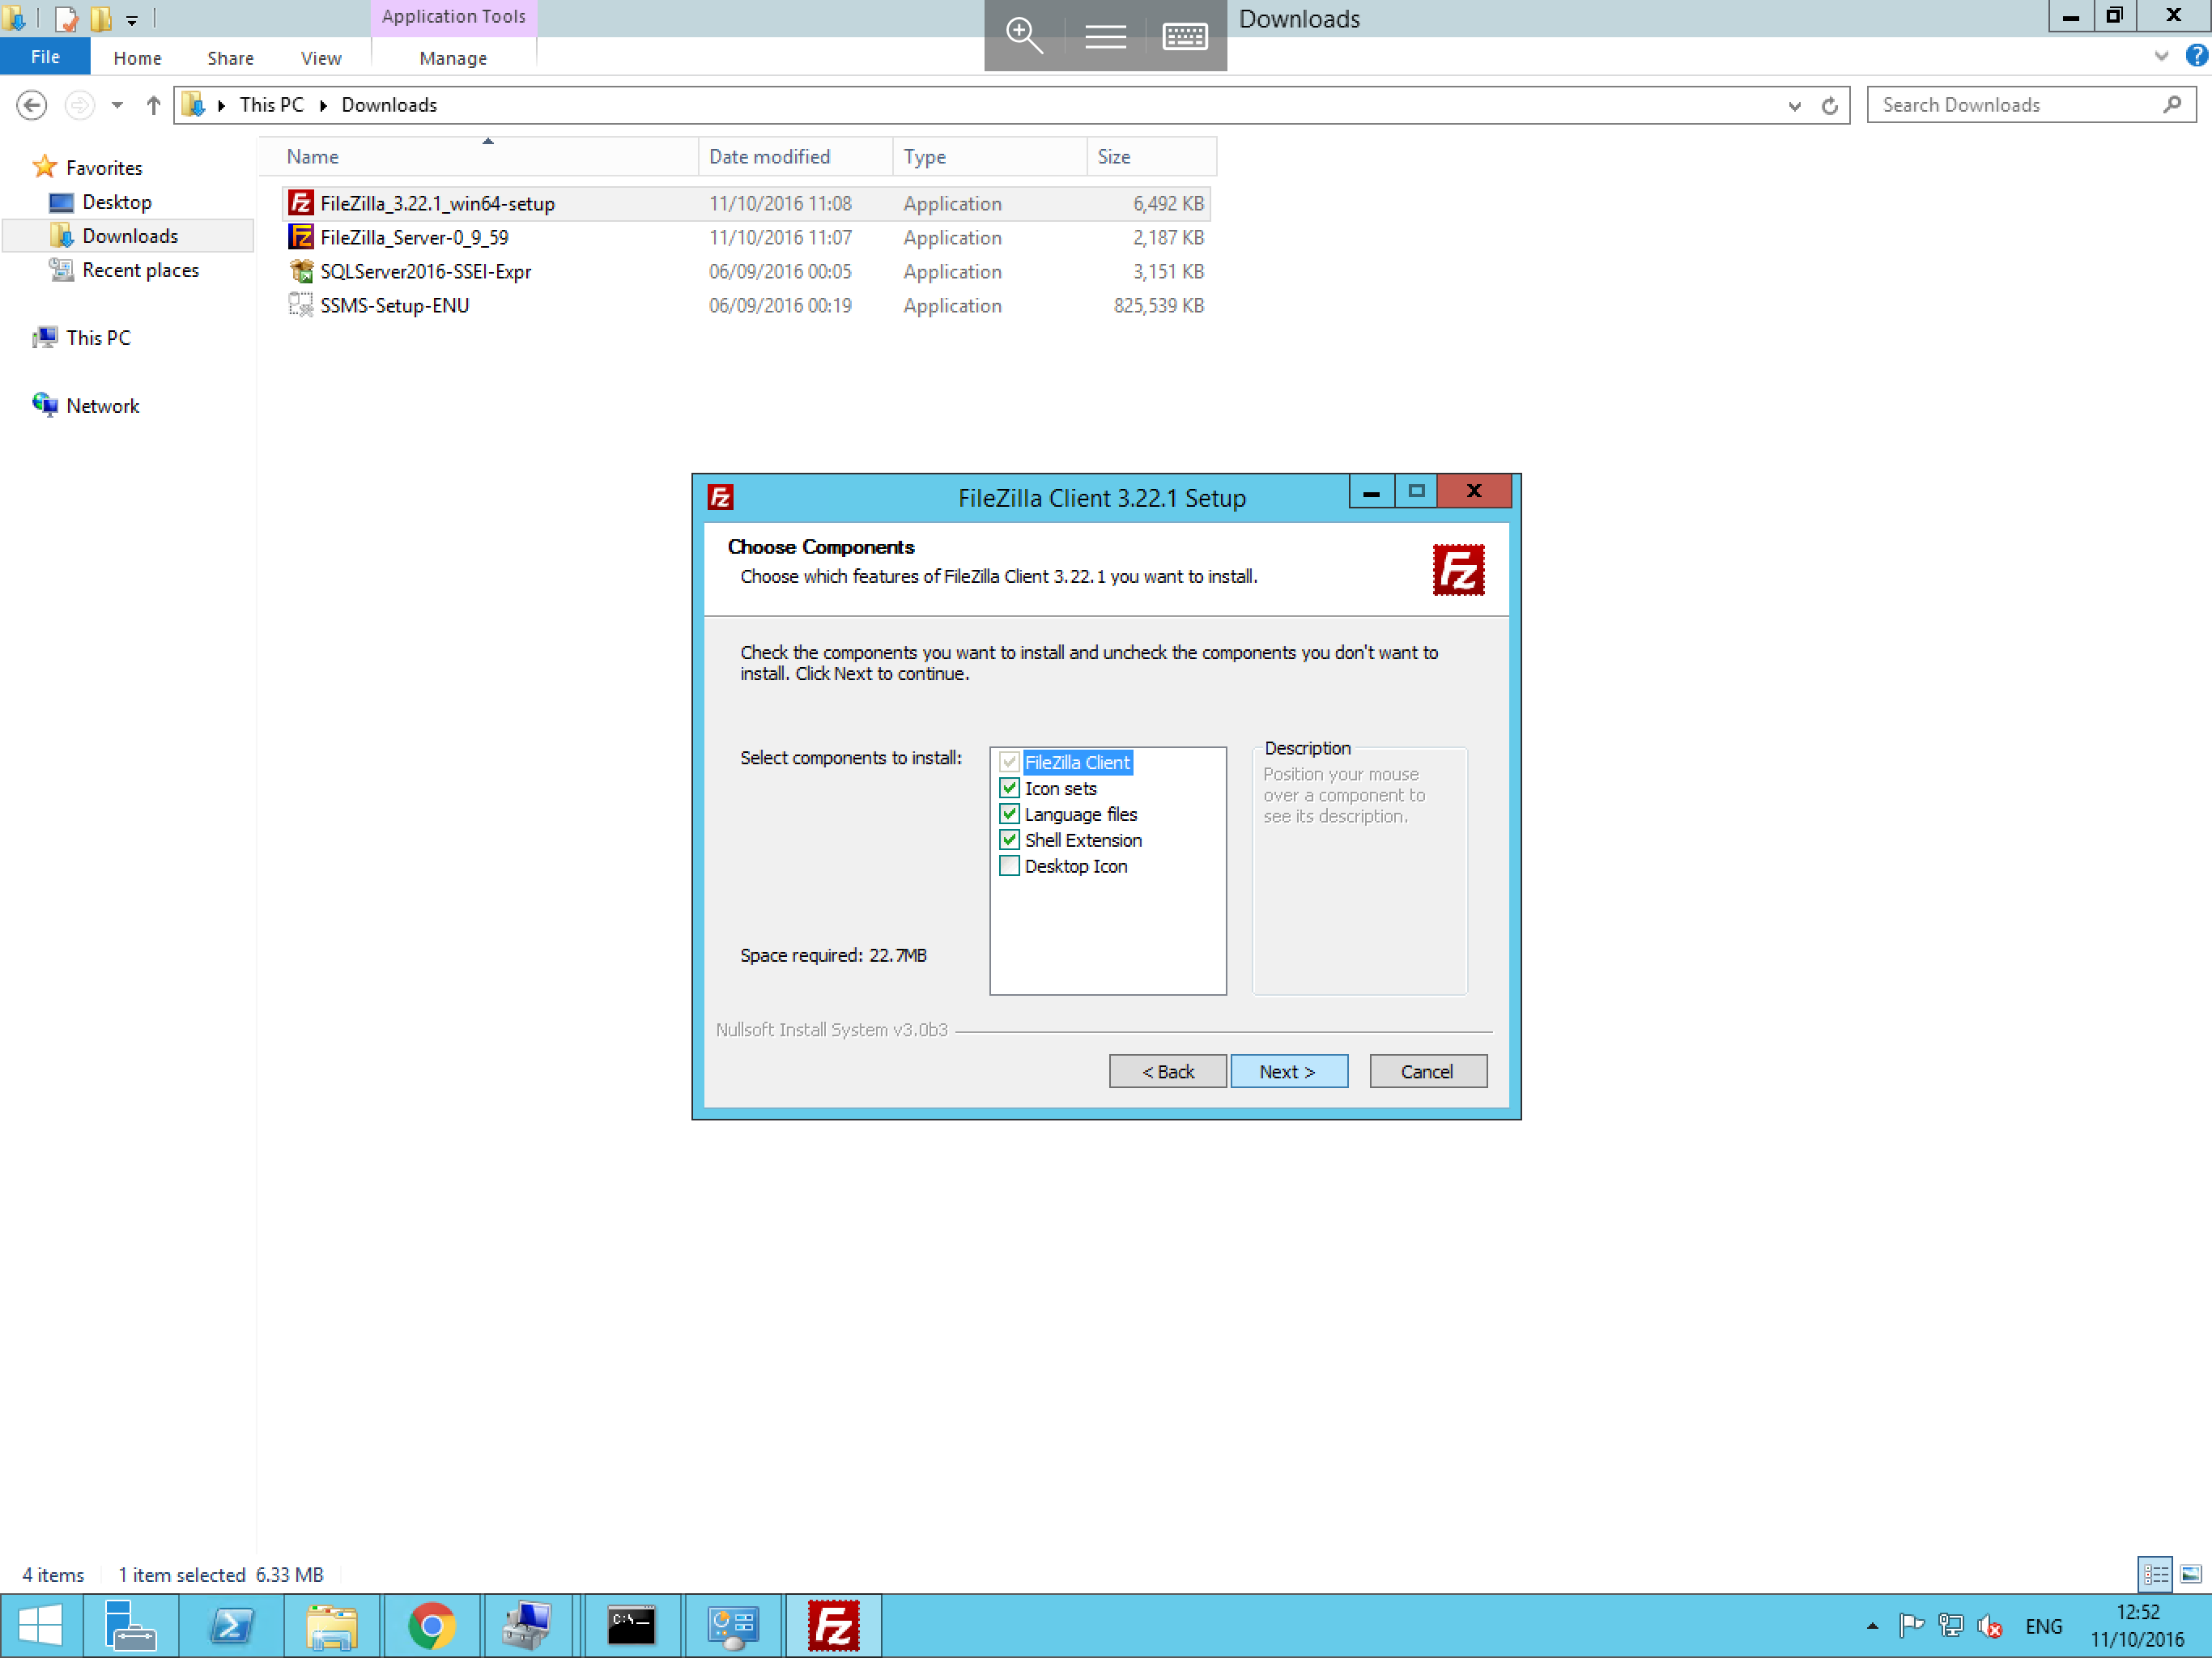 Application Tools
Downloads
File
Home
Share
View
Manage
This PC
Downloads
Search Downloads
Name
Date modified
Type
Size
Favorites
Desktop
Downloads
Recent places
This PC
Network
FileZilla_3.22.1_win64-setup 11/10/2016 11:08 Application 6,492 KB
FileZilla_Server-0_9_59 11/10/2016 11:07 Application 2,187 KB
SQLServer2016-SSEI-Expr 06/09/2016 00:05 Application 3,151 KB
SSMS-Setup-ENU 06/09/2016 00:19 Application 825,539 KB
FileZilla Client 3.22.1 Setup
Choose Components
Choose which features of FileZilla Client 3.22.1 you want to install.
Check the components you want to install and uncheck the components you don't want to
install. Click Next to continue.
Select components to install:
FileZilla Client
Icon sets
Language files
Shell Extension
Desktop Icon
Description
Position your mouse
over a component to
see its description.
Space required: 22.7MB
Nullsoft Install System v3.0b3
< Back
Next >
Cancel
4 items
1 item selected 6.33 MB
C:\_
ENG
12:52
11/10/2016